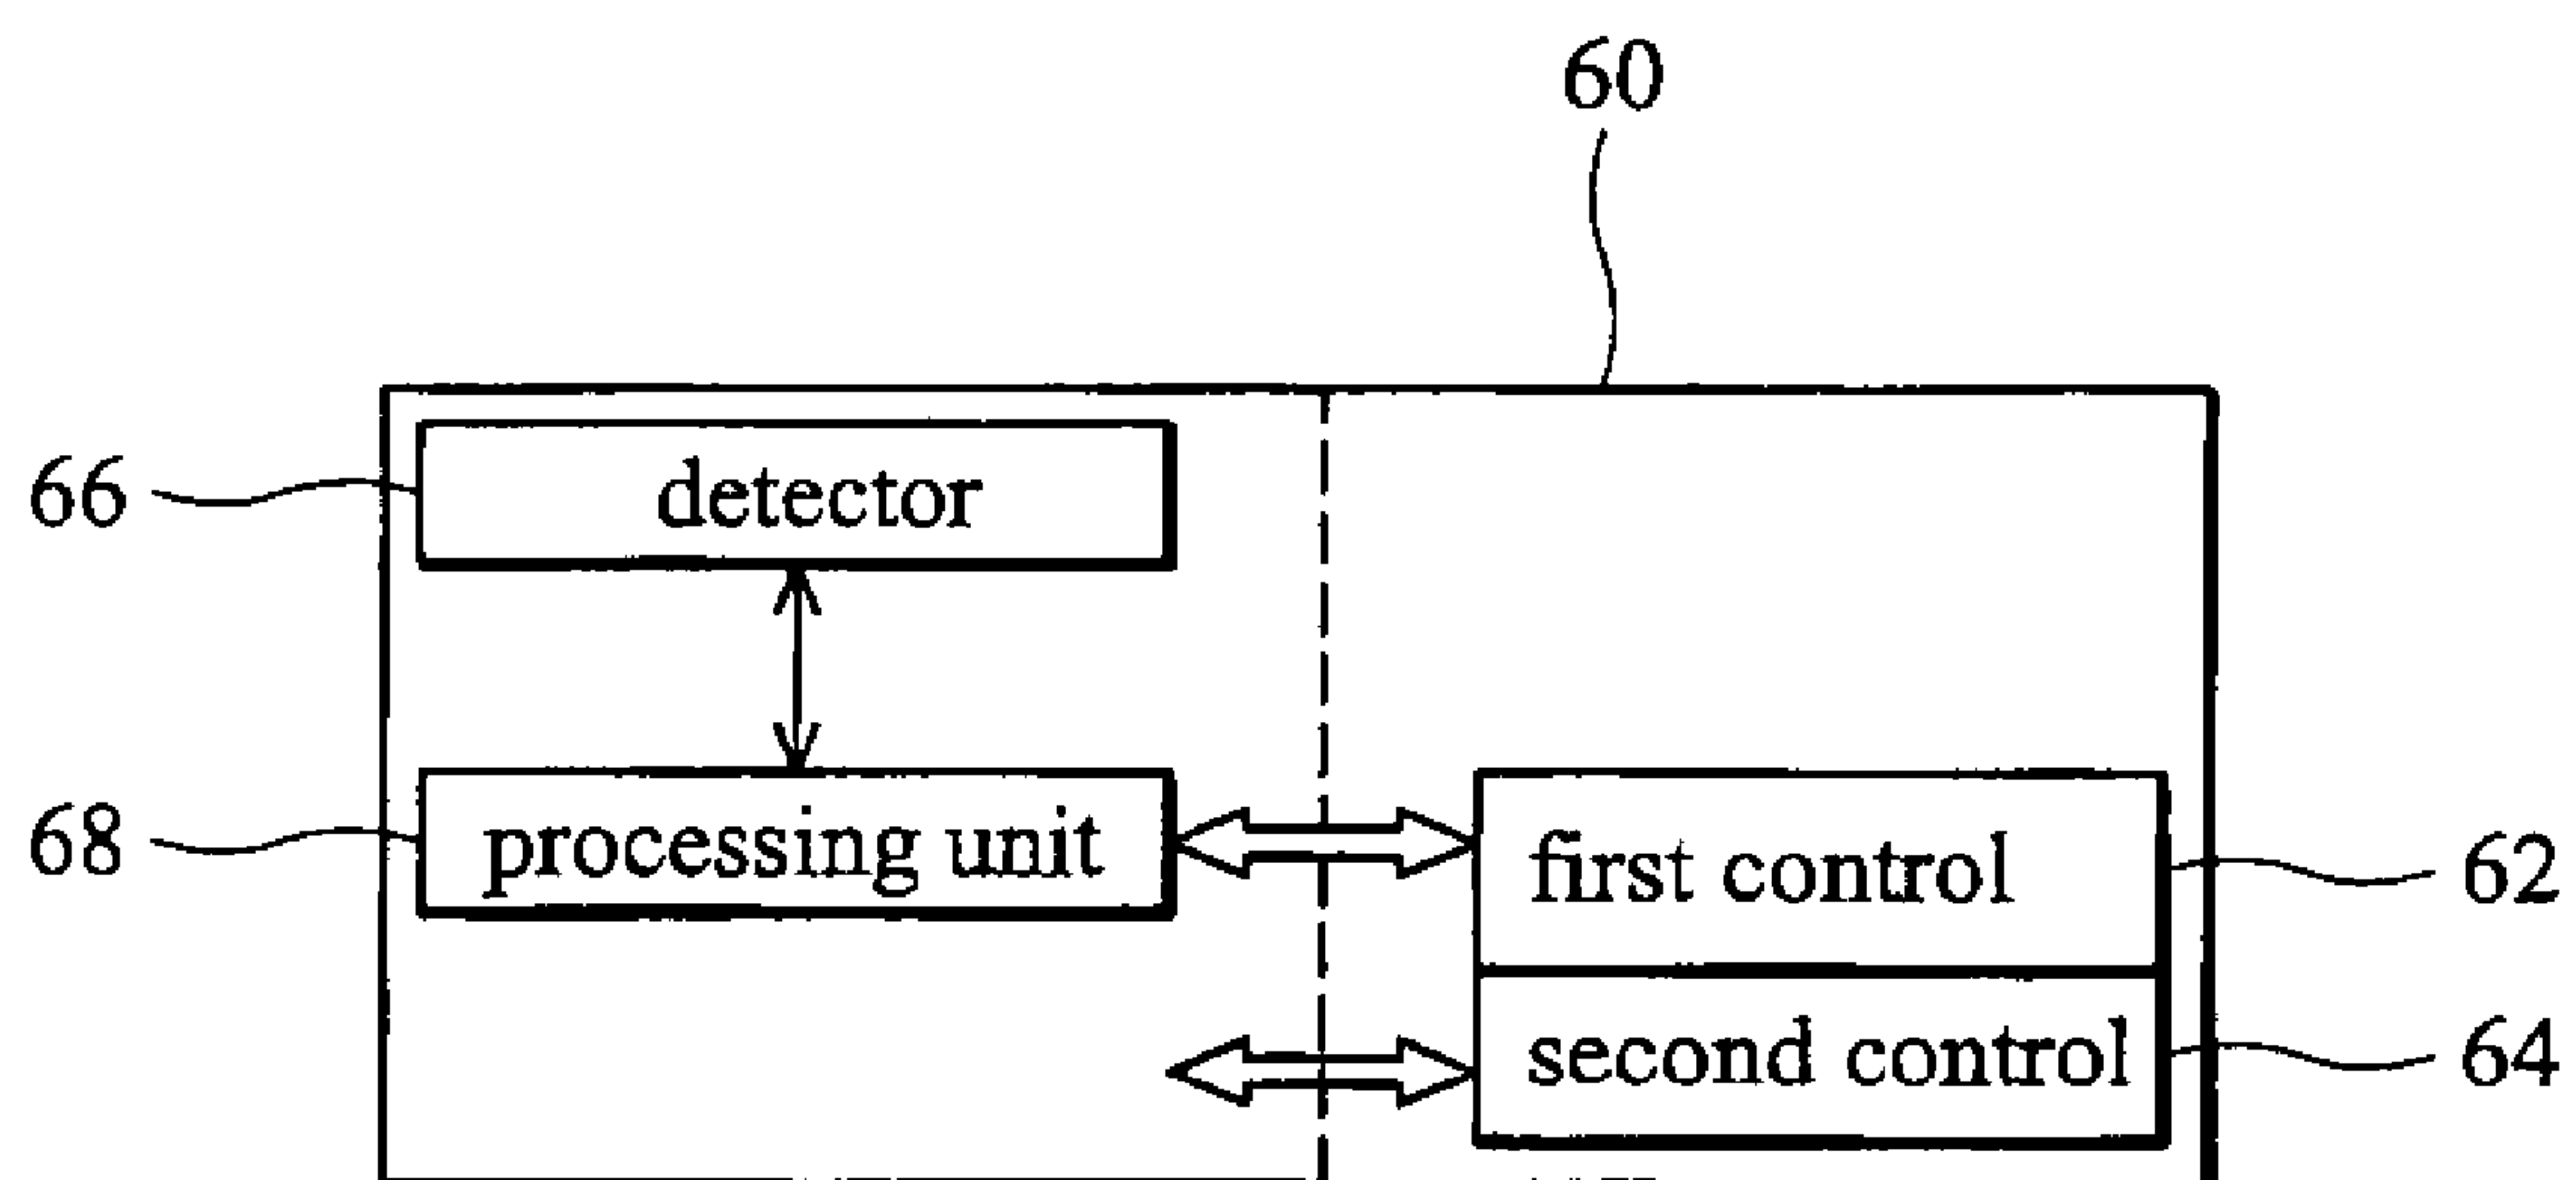 60
66
detector
68
processing unit
first control
62
second control
64